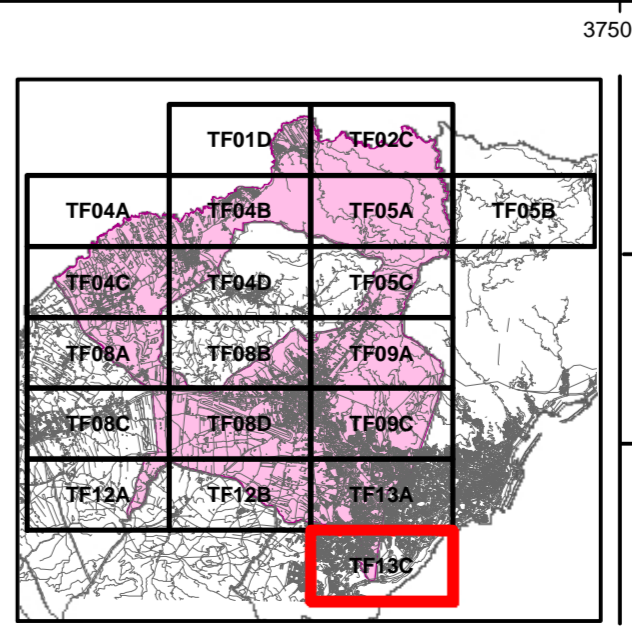 3750
TF01D TF02C
TF04A TF04B TF05A TF05B
TF04C TF04D TF05C
TF08A TF08B TF09A
TF08C TF08D TF09C
TF12A TF12B TF13A
TF13C